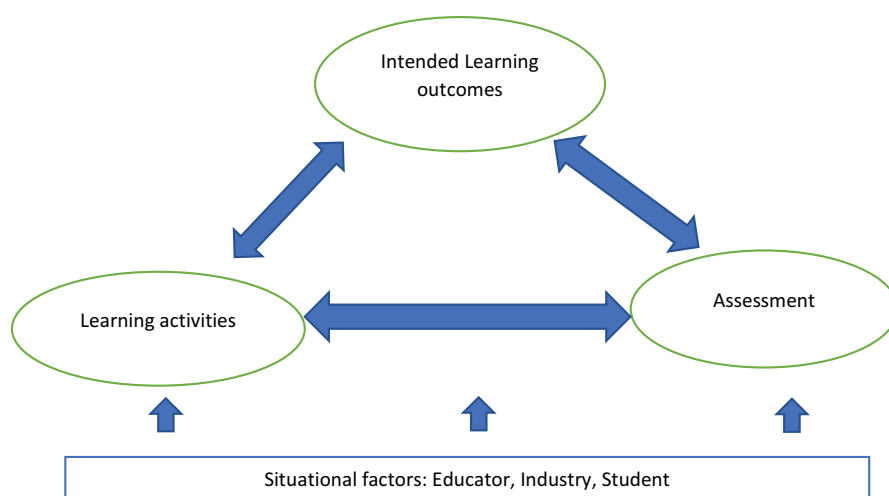 Intended Learning
outcomes
Learning activities
Assessment
Situational factors: Educator, Industry, Student